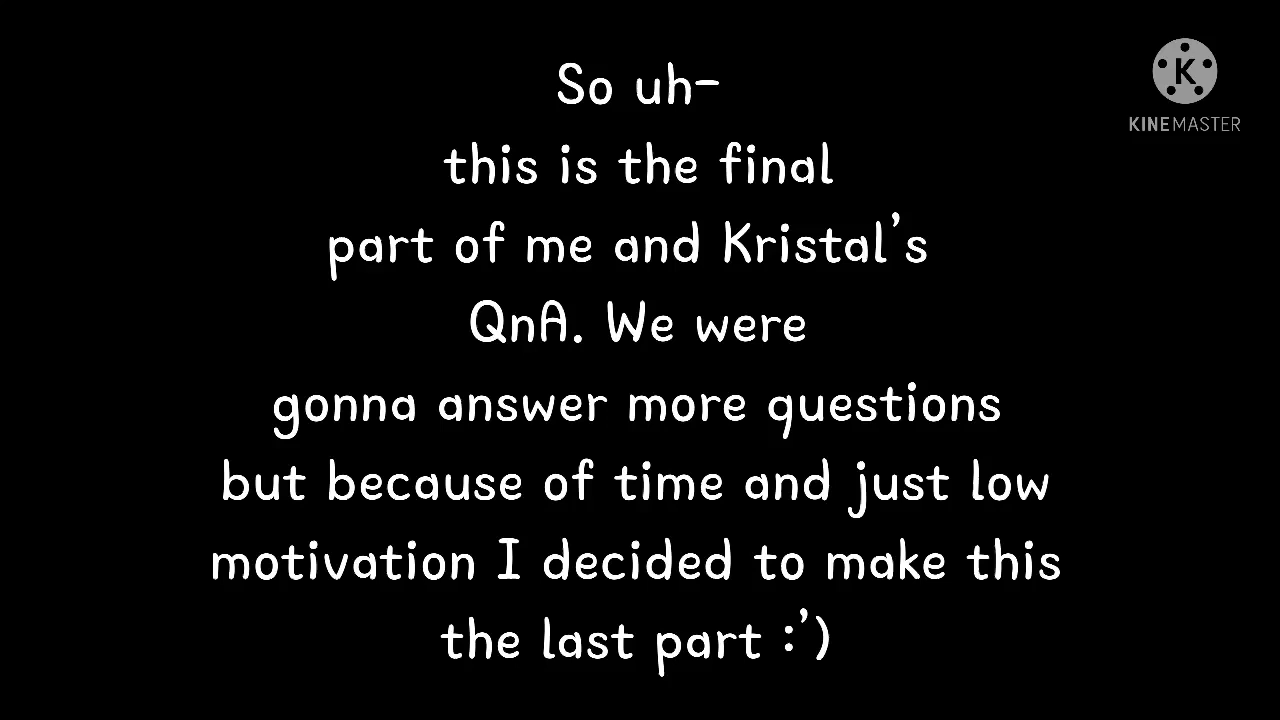 So uh-
this is the final
part of me and Kristal's
QnA. We were
gonna answer more questions
but because of time and just low
motivation I decided to make this
the last part :')
K
KINEMASTER